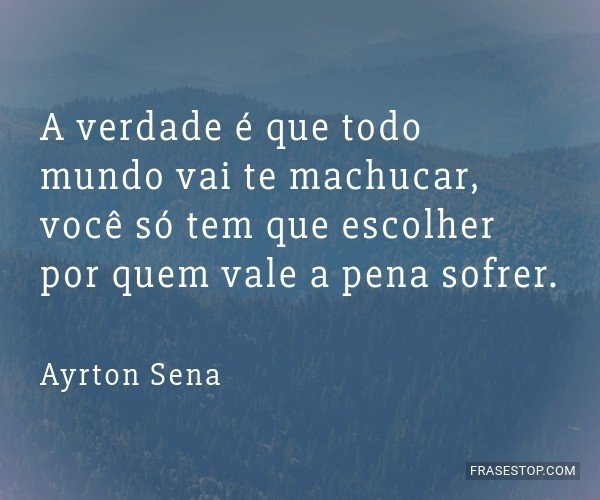 A verdade é que todo
mundo vai te machucar,
você só tem que escolher
por quem vale a pena sofrer.
Ayrton Sena
FRASESTOP.COM